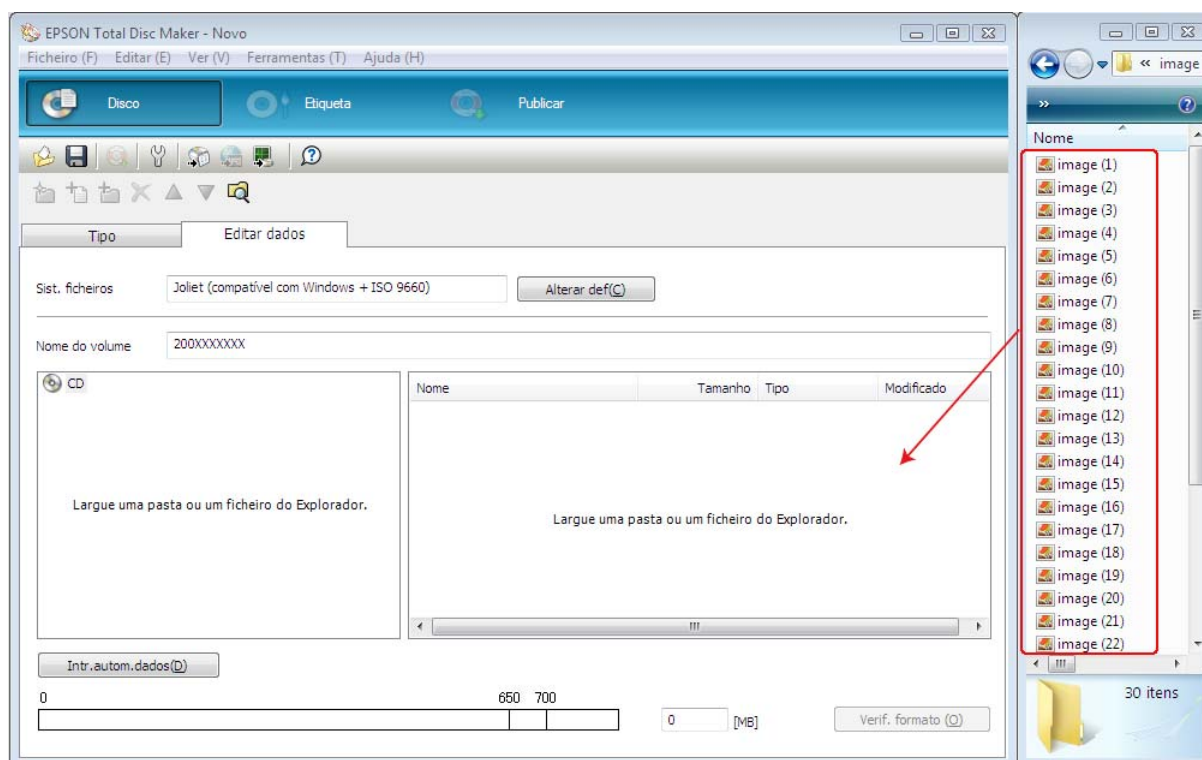 EPSON Total Disc Maker - Novo
Ficheiro (F) Editar (E) Ver (V) Ferramentas (T) Ajuda (H)
Disco Etiqueta Publicar
Tipo Editar dados
Sist. ficheiros Joliet (compatível com Windows + ISO 9660) Alterar def(C)
Nome do volume 200XXXXXXX
CD
Largue uma pasta ou um ficheiro do Explorador.
Nome Tamanho Tipo Modificado
Largue uma pasta ou um ficheiro do Explorador.
Intr.autom.dados(D)
0 650 700
0 [MB] Verif. formato (O)
« image
»
Nome
image (1)
image (2)
image (3)
image (4)
image (5)
image (6)
image (7)
image (8)
image (9)
image (10)
image (11)
image (12)
image (13)
image (14)
image (15)
image (16)
image (17)
image (18)
image (19)
image (20)
image (21)
image (22)
30 itens